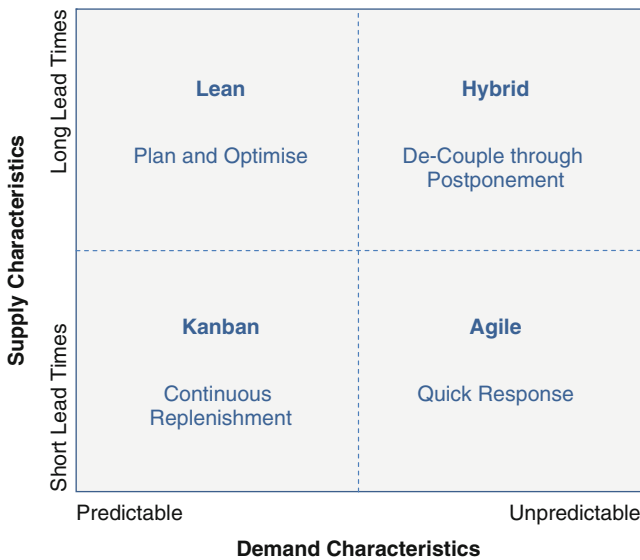 Supply Characteristics
Long Lead Times
Short Lead Times
Lean
Plan and Optimise
Hybrid
De-Couple through
Postponement
Kanban
Continuous
Replenishment
Agile
Quick Response
Predictable
Unpredictable
Demand Characteristics